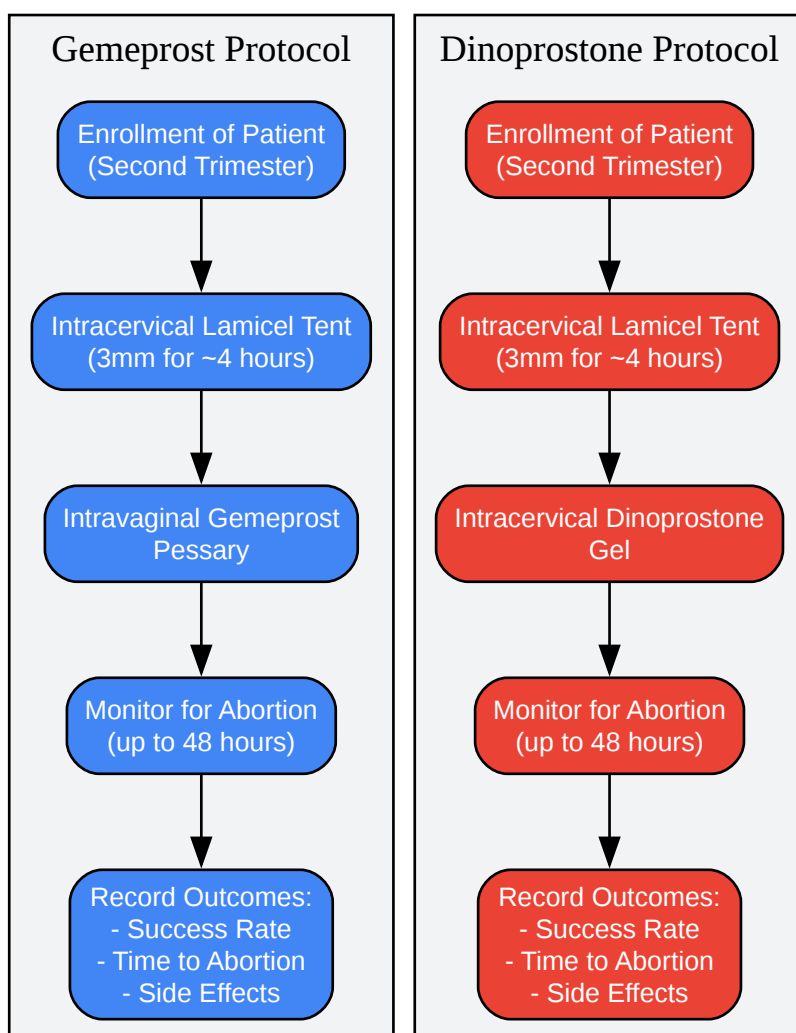 Gemeprost Protocol
Enrollment of Patient
(Second Trimester)
Intracervical Lamicel Tent
(3mm for ~4 hours)
Intravaginal Gemeprost
Pessary
Monitor for Abortion
(up to 48 hours)
Record Outcomes:
- Success Rate
- Time to Abortion
- Side Effects
Dinoprostone Protocol
Enrollment of Patient
(Second Trimester)
Intracervical Lamicel Tent
(3mm for ~4 hours)
Intracervical Dinoprostone
Gel
Monitor for Abortion
(up to 48 hours)
Record Outcomes:
- Success Rate
- Time to Abortion
- Side Effects